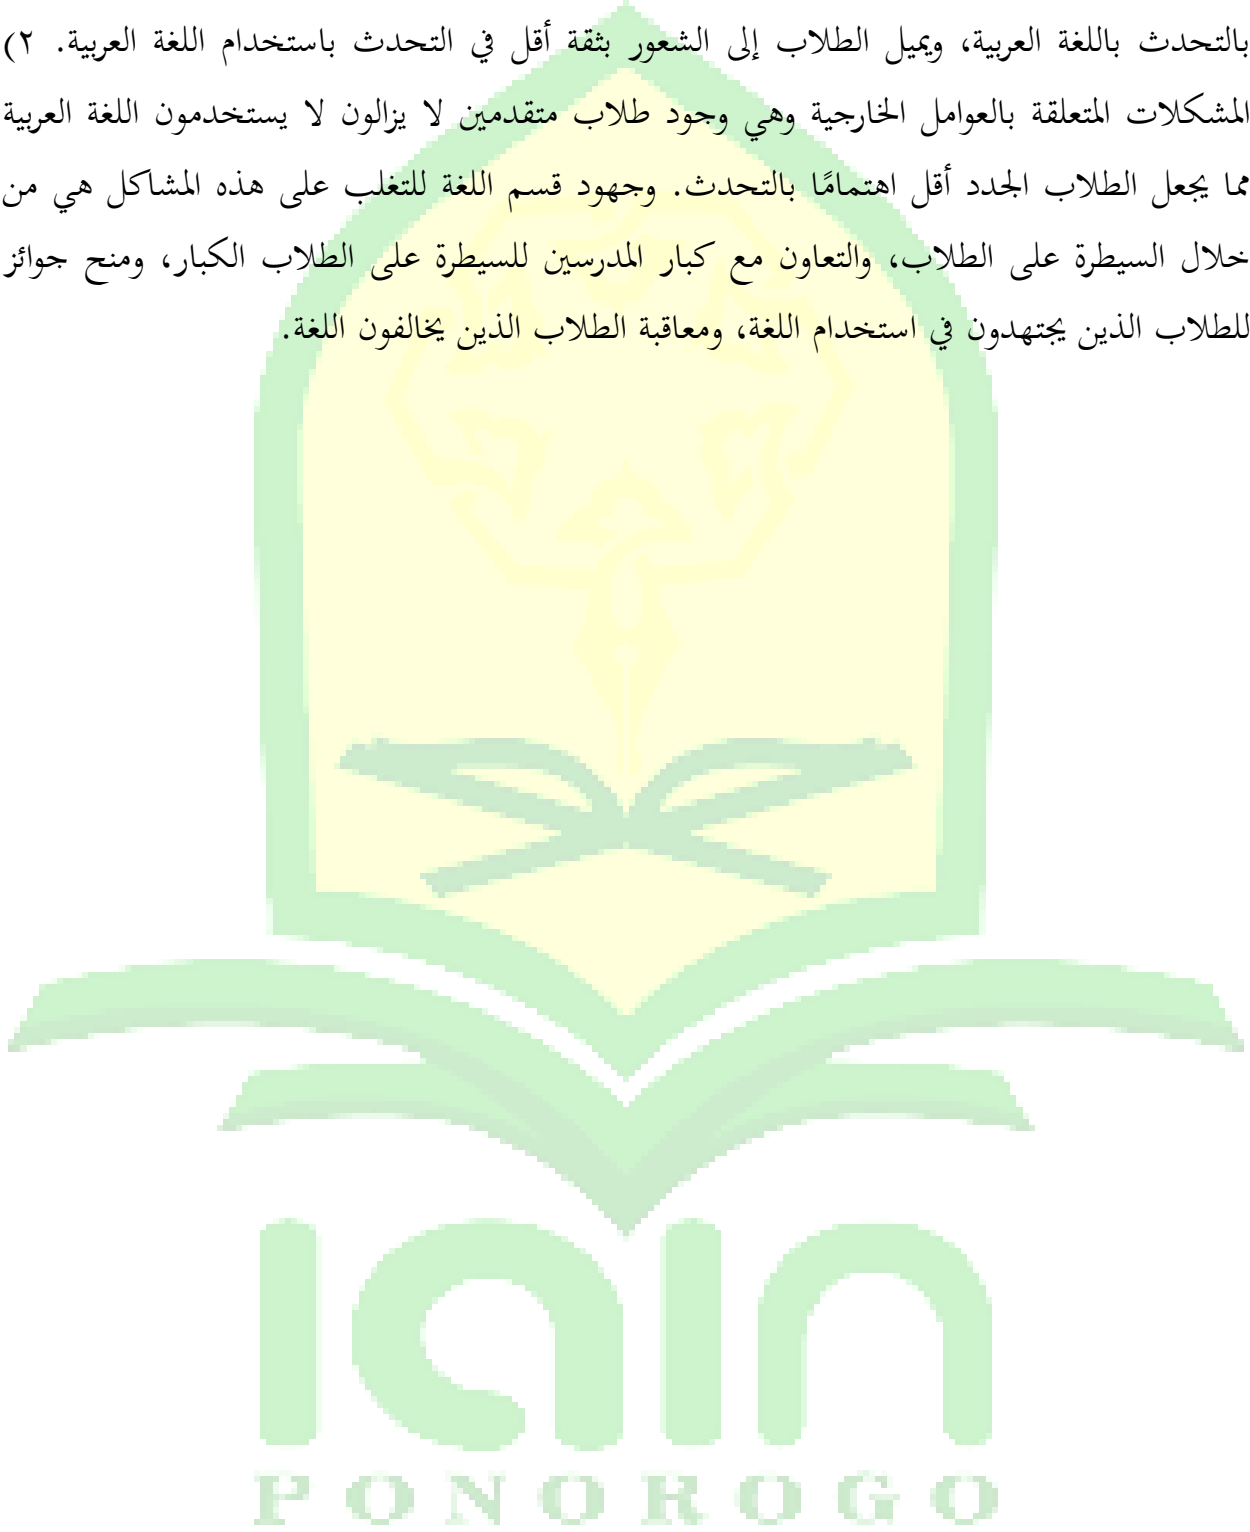 بالتحدث باللغة العربية، ويميل الطلاب إلى الشعور بثقة أقل في التحدث باستخدام اللغة العربية. ٢)
المشكلات المتعلقة بالعوامل الخارجية وهي وجود طلاب متقدمين لا يزالون لا يستخدمون اللغة العربية
مما يجعل الطلاب الجدد أقل اهتمامًا بالتحدث. وجهود قسم اللغة للتغلب على هذه المشاكل هي من
خلال السيطرة على الطلاب، والتعاون مع كبار المدرسين للسيطرة على الطلاب الكبار، ومنح جوائز
للطلاب الذين يجتهدون في استخدام اللغة، ومعاقبة الطلاب الذين يخالفون اللغة.
iain
PONOROGO